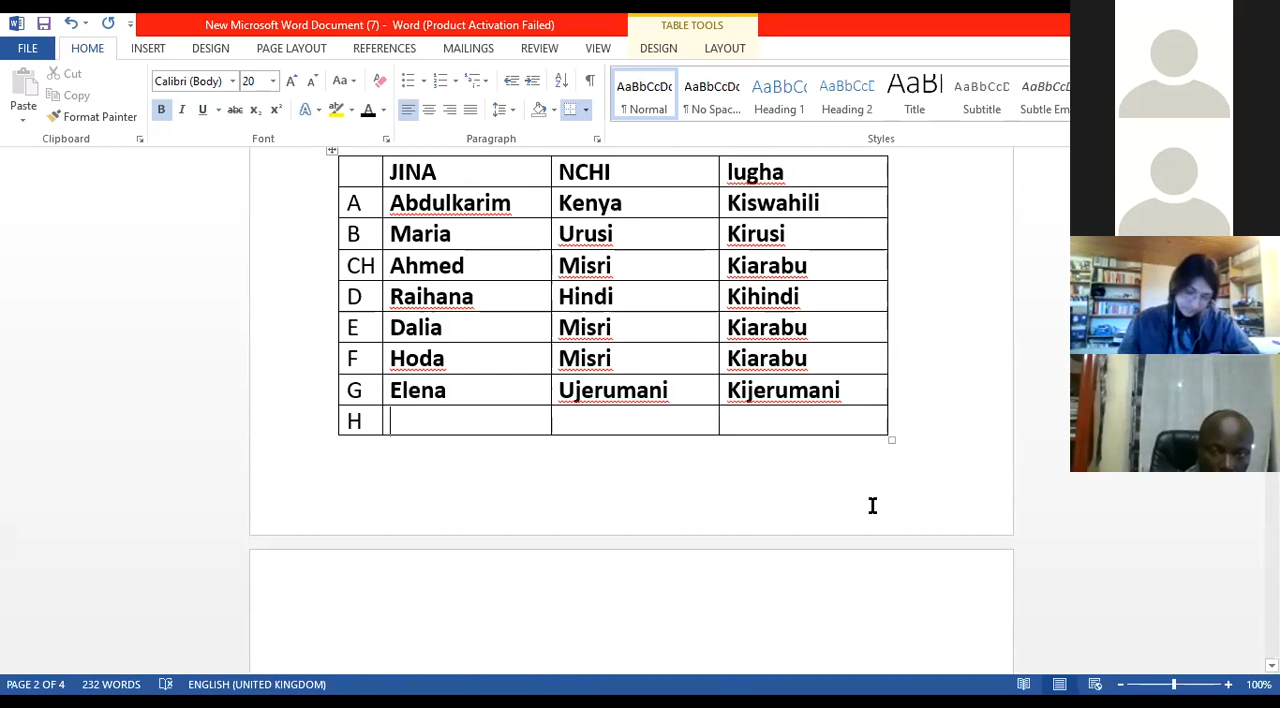 New Microsoft Word Document (7) - Word (Product Activation Failed)
TABLE TOOLS
FILE HOME INSERT DESIGN PAGE LAYOUT REFERENCES MAILINGS REVIEW VIEW DESIGN LAYOUT
Cut
Copy
Format Painter
Paste
Clipboard
Calibri (Body) 20
Font
Paragraph
AaBbCcDc AaBbCcDc AaBbCc AaBbCcC AaBl AaBbCcD AaBbCcDc
¶ Normal ¶ No Spac... Heading 1 Heading 2 Title Subtitle Subtle Em...
Styles
JINA NCHI lugha
A Abdulkarim Kenya Kiswahili
B Maria Urusi Kirusi
CH Ahmed Misri Kiarabu
D Raihana Hindi Kihindi
E Dalia Misri Kiarabu
F Hoda Misri Kiarabu
G Elena Ujerumani Kijerumani
H
PAGE 2 OF 4 232 WORDS ENGLISH (UNITED KINGDOM) 100%